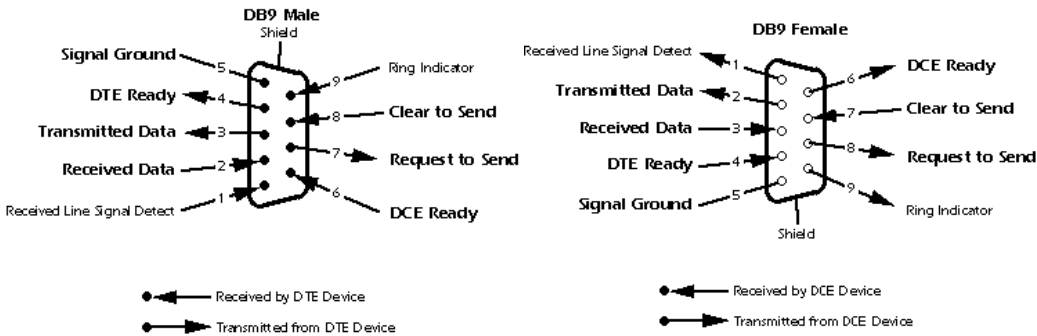 DB9 Male
Shield
Signal Ground
5
DTE Ready
4
Transmitted Data
3
Received Data
2
Received Line Signal Detect
1
9
Ring Indicator
8
Clear to Send
7
Request to Send
6
DCE Ready
Received by DTE Device
Transmitted from DTE Device
DB9 Female
Received Line Signal Detect
1
Transmitted Data
2
Received Data
3
DTE Ready
4
Signal Ground
5
6
DCE Ready
7
Clear to Send
8
Request to Send
9
Ring Indicator
Shield
Received by DCE Device
Transmitted from DCE Device